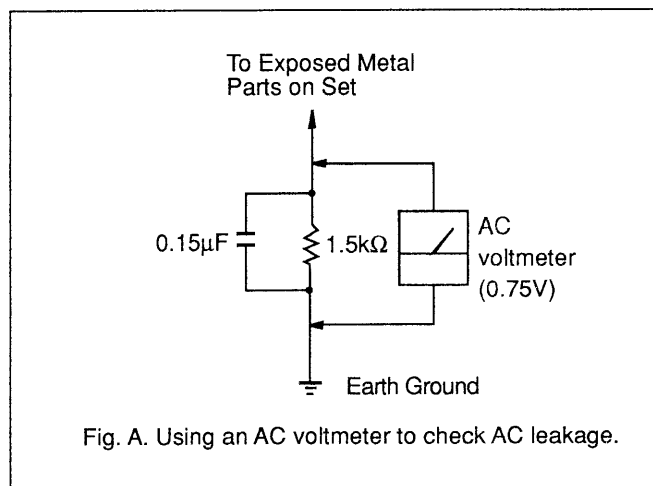 To Exposed Metal
Parts on Set
0.15µF
1.5kΩ
AC
voltmeter
(0.75V)
Earth Ground
Fig. A. Using an AC voltmeter to check AC leakage.